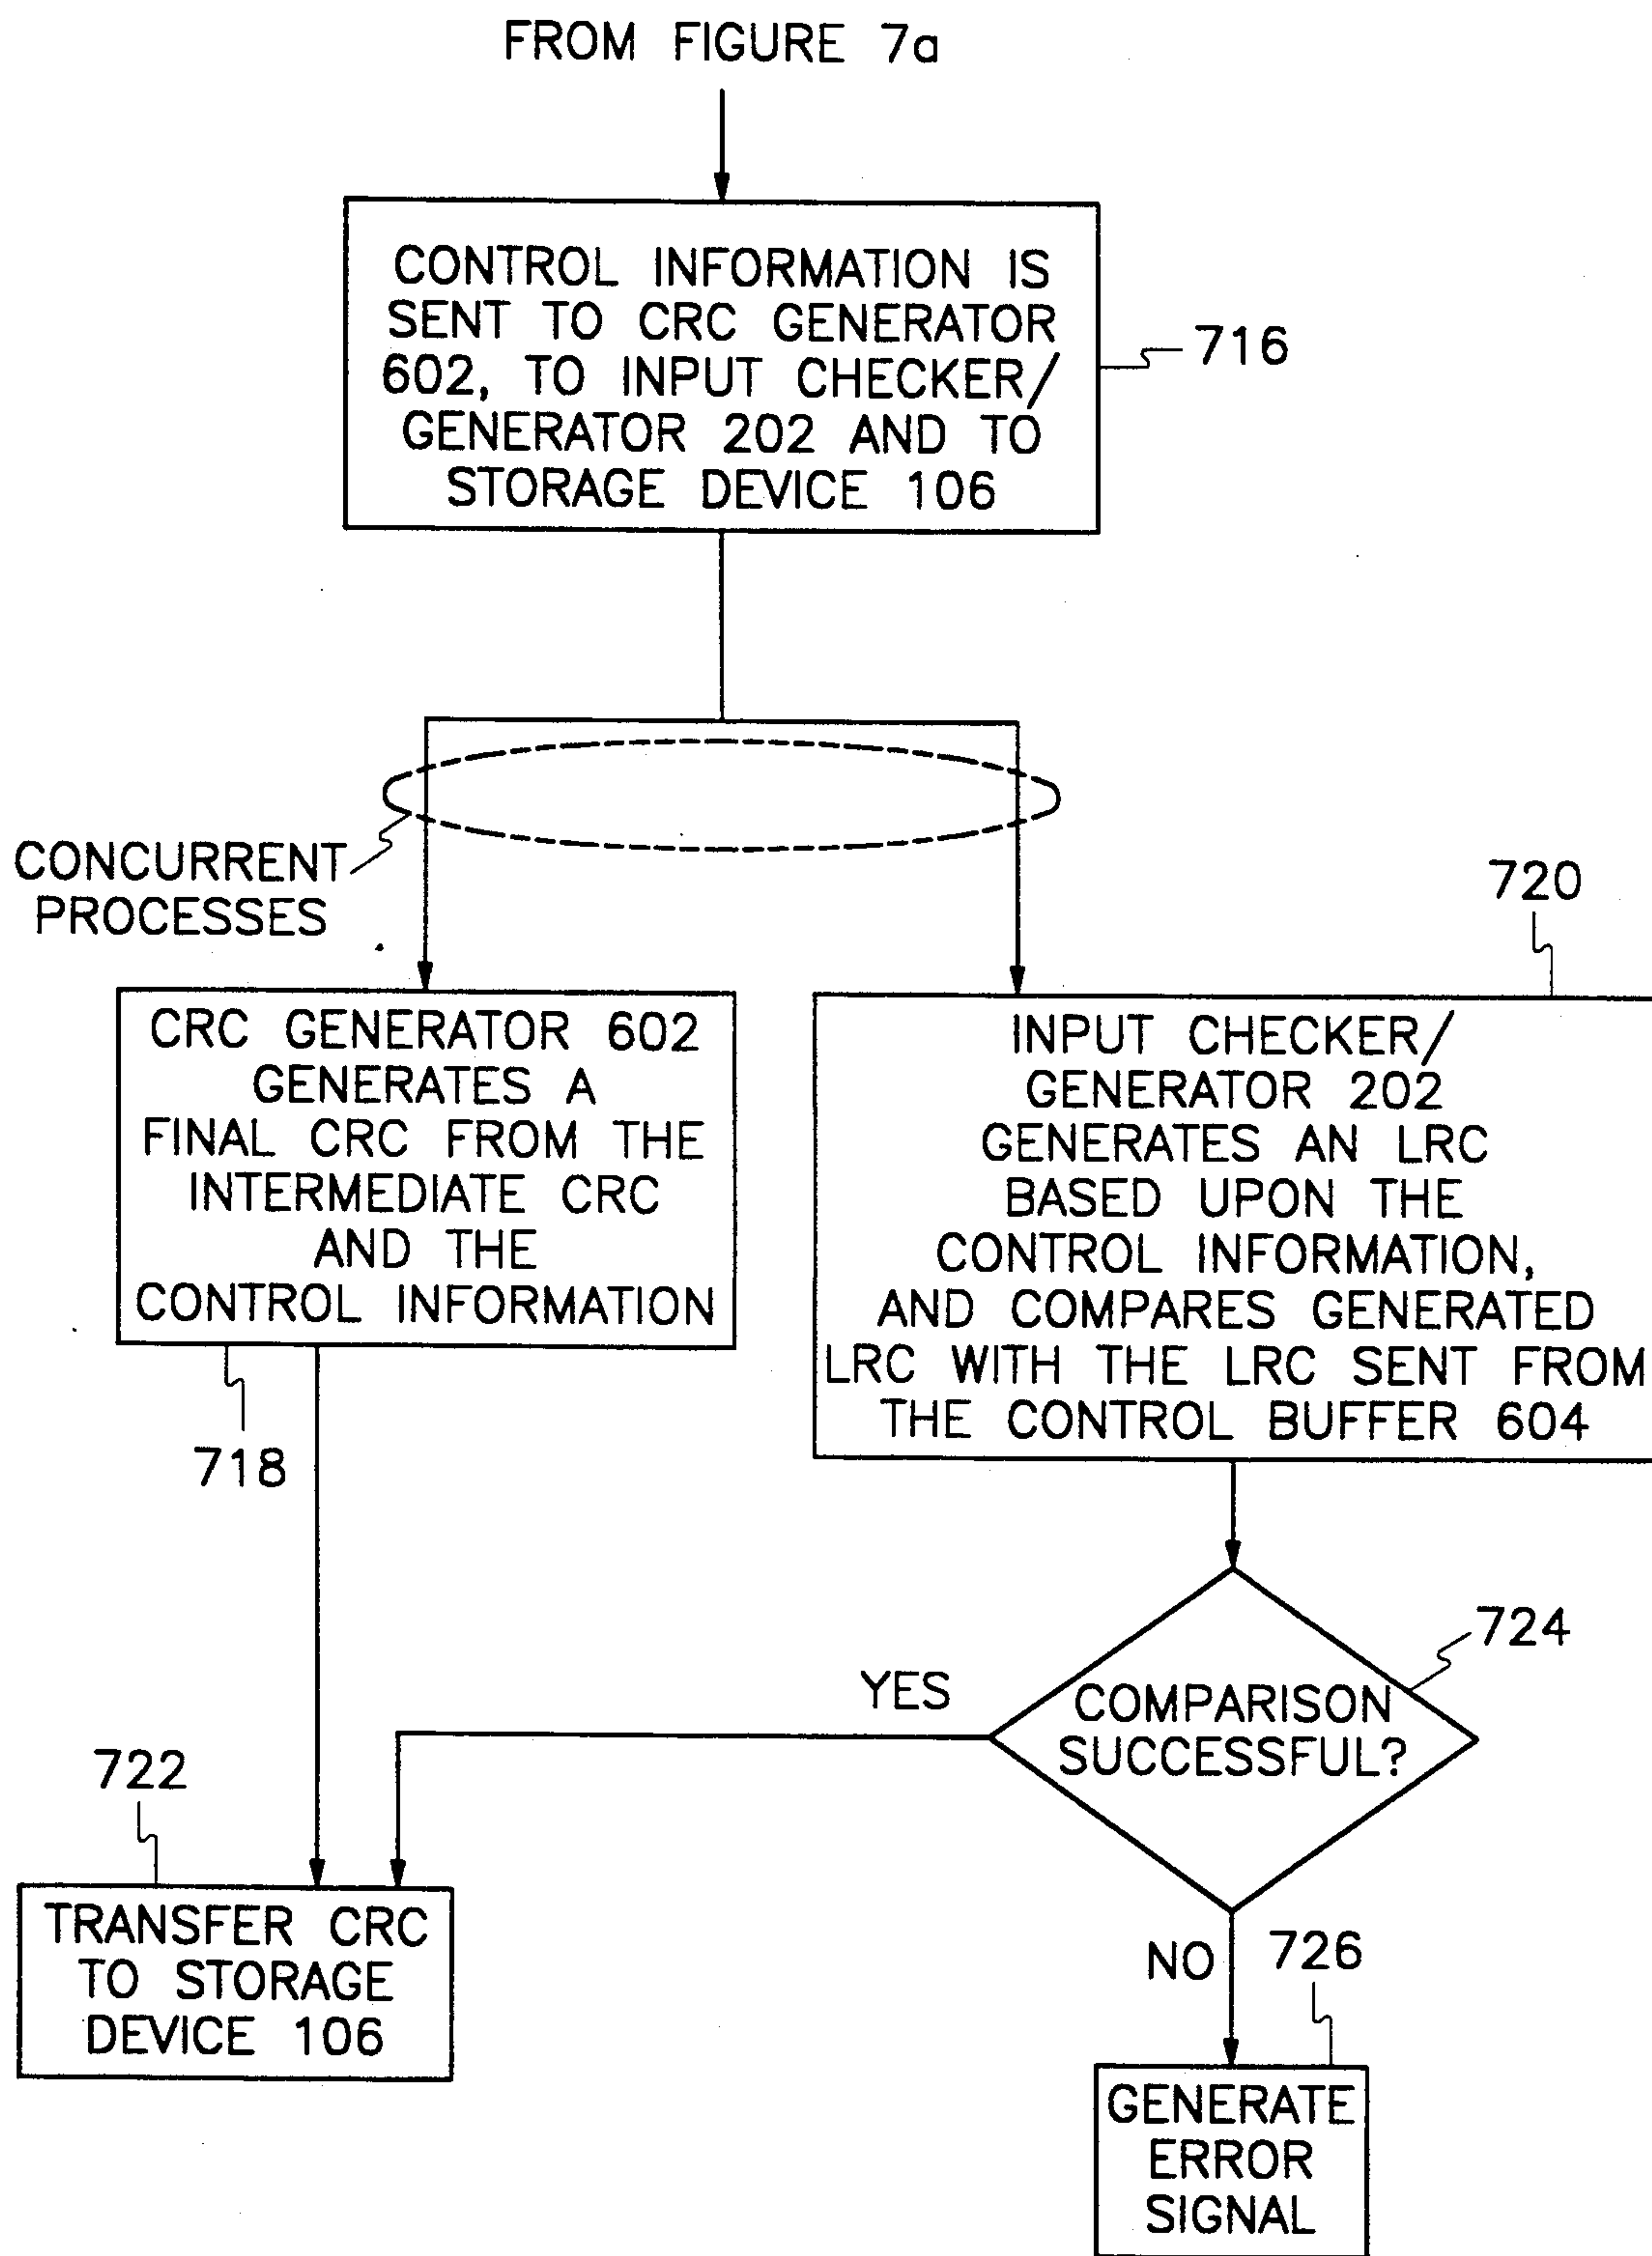 FROM FIGURE 7a
CONTROL INFORMATION IS
SENT TO CRC GENERATOR
602, TO INPUT CHECKER/
GENERATOR 202 AND TO
STORAGE DEVICE 106
716
CONCURRENT
PROCESSES
720
CRC GENERATOR 602
GENERATES A
FINAL CRC FROM THE
INTERMEDIATE CRC
AND THE
CONTROL INFORMATION
718
INPUT CHECKER/
GENERATOR 202
GENERATES AN LRC
BASED UPON THE
CONTROL INFORMATION,
AND COMPARES GENERATED
LRC WITH THE LRC SENT FROM
THE CONTROL BUFFER 604
724
YES
COMPARISON
SUCCESSFUL?
722
TRANSFER CRC
TO STORAGE
DEVICE 106
NO
726
GENERATE
ERROR
SIGNAL